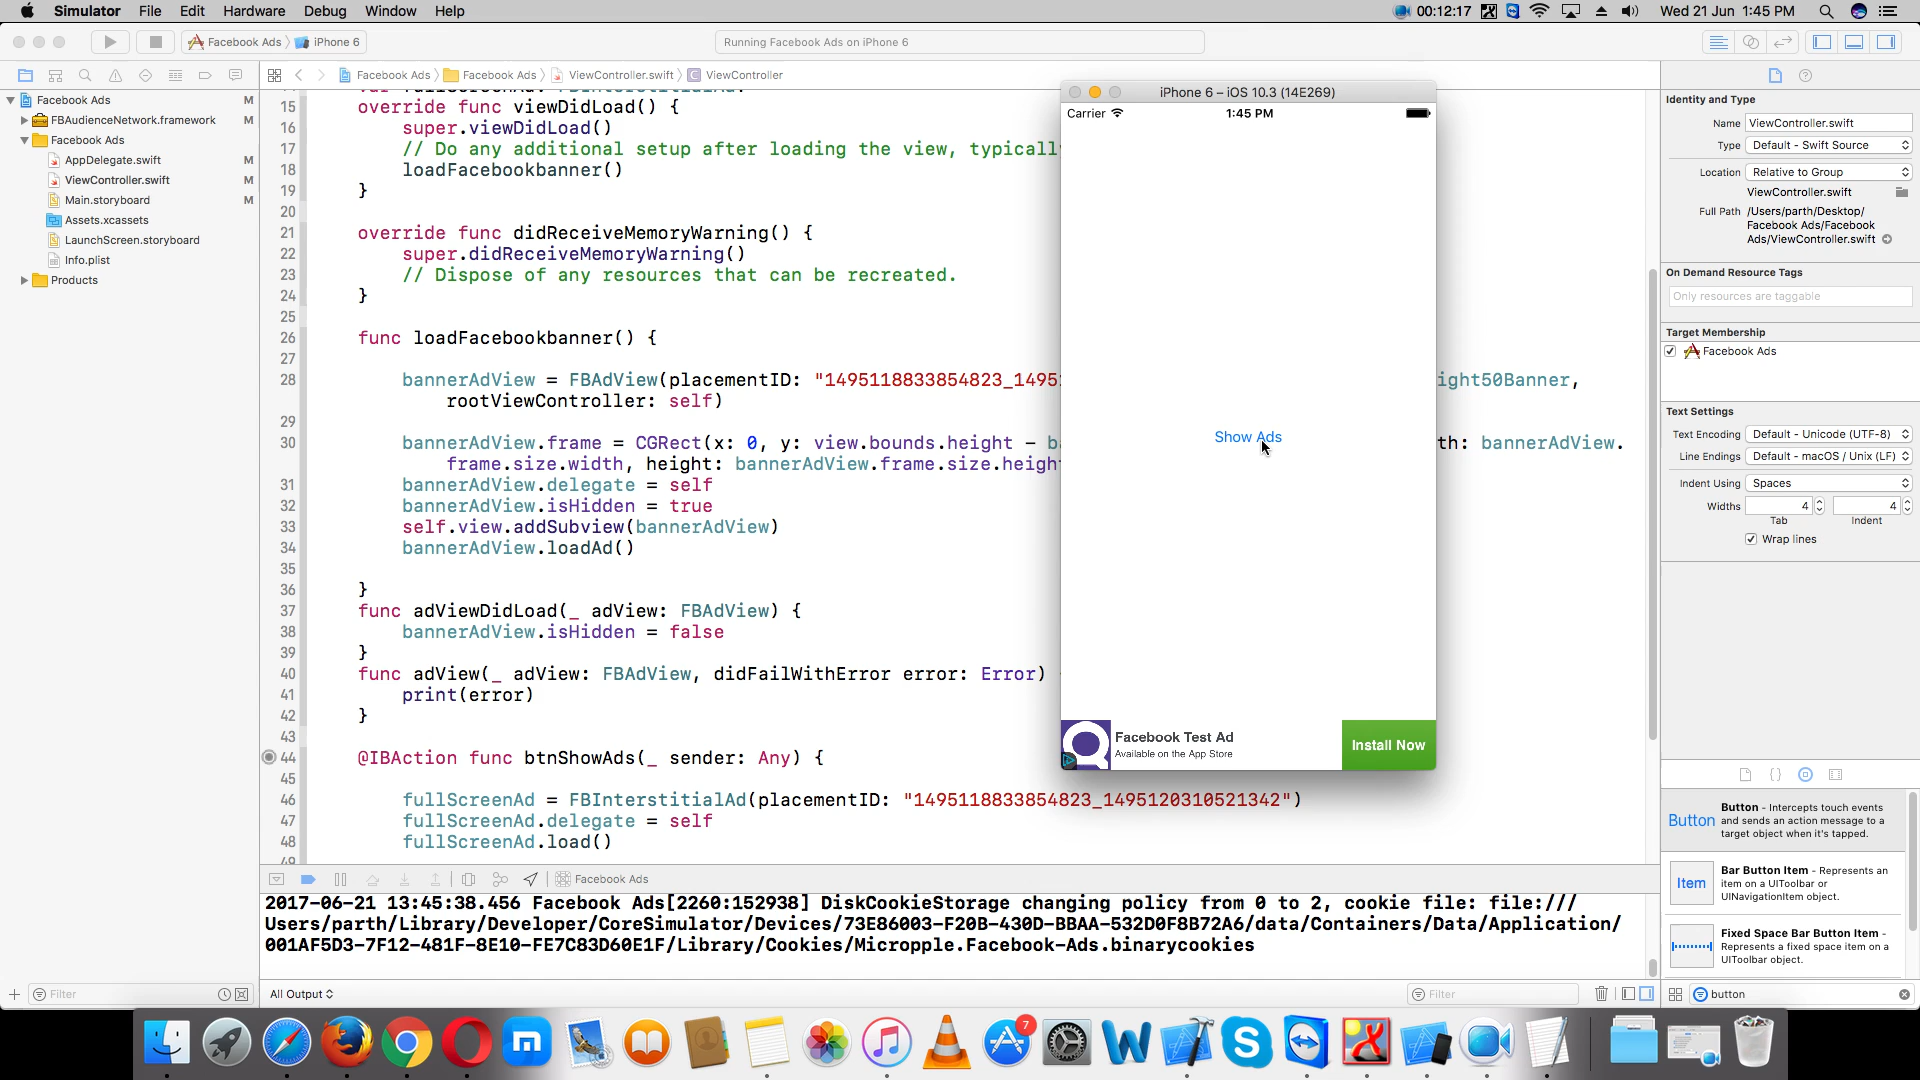 Simulator File Edit Hardware Debug Window Help 00:12:17 Wed 21 Jun 1:45 PM
Facebook Ads iPhone 6 Running Facebook Ads on iPhone 6
Facebook Ads Facebook Ads ViewController.swift C ViewController
Facebook Ads M
FBAudienceNetwork.framework M
Facebook Ads
AppDelegate.swift M
ViewController.swift M
Main.storyboard M
Assets.xcassets
LaunchScreen.storyboard
Info.plist
Products
15 override func viewDidLoad() {
16 super.viewDidLoad()
17 // Do any additional setup after loading the view, typicall
18 loadFacebookbanner()
19 }
20
21 override func didReceiveMemoryWarning() {
22 super.didReceiveMemoryWarning()
23 // Dispose of any resources that can be recreated.
24 }
25
26 func loadFacebookbanner() {
27
28 bannerAdView = FBAdView(placementID: "1495118833854823_1495 ight50Banner,
rootViewController: self)
29
30 bannerAdView.frame = CGRect(x: 0, y: view.bounds.height - b th: bannerAdView.
frame.size.width, height: bannerAdView.frame.size.heigh
31 bannerAdView.delegate = self
32 bannerAdView.isHidden = true
33 self.view.addSubview(bannerAdView)
34 bannerAdView.loadAd()
35
36 }
37 func adViewDidLoad(_ adView: FBAdView) {
38 bannerAdView.isHidden = false
39 }
40 func adView(_ adView: FBAdView, didFailWithError error: Error)
41 print(error)
42 }
43
44 @IBAction func btnShowAds(_ sender: Any) {
45
46 fullScreenAd = FBInterstitialAd(placementID: "1495118833854823_1495120310521342")
47 fullScreenAd.delegate = self
48 fullScreenAd.load()
49
iPhone 6 – iOS 10.3 (14E269)
Carrier 1:45 PM
Show Ads
Facebook Test Ad
Available on the App Store
Install Now
Identity and Type
Name ViewController.swift
Type Default - Swift Source
Location Relative to Group
ViewController.swift
Full Path /Users/parth/Desktop/
Facebook Ads/Facebook
Ads/ViewController.swift
On Demand Resource Tags
Only resources are taggable
Target Membership
Facebook Ads
Text Settings
Text Encoding Default - Unicode (UTF-8)
Line Endings Default - macOS / Unix (LF)
Indent Using Spaces
Widths 4 4
Tab Indent
Wrap lines
Button
Button - Intercepts touch events
and sends an action message to a
target object when it's tapped.
Item
Bar Button Item - Represents an
item on a UIToolbar or
UINavigationItem object.
Fixed Space Bar Button Item -
Represents a fixed space item on a
UIToolbar object.
Facebook Ads
2017-06-21 13:45:38.456 Facebook Ads[2260:152938] DiskCookieStorage changing policy from 0 to 2, cookie file: file:///
Users/parth/Library/Developer/CoreSimulator/Devices/73E86003-F20B-430D-BBAA-532D0F8B72A6/data/Containers/Data/Application/
001AF5D3-7F12-481F-8E10-FE7C83D60E1F/Library/Cookies/Micropple.Facebook-Ads.binarycookies
Filter All Output Filter button
7